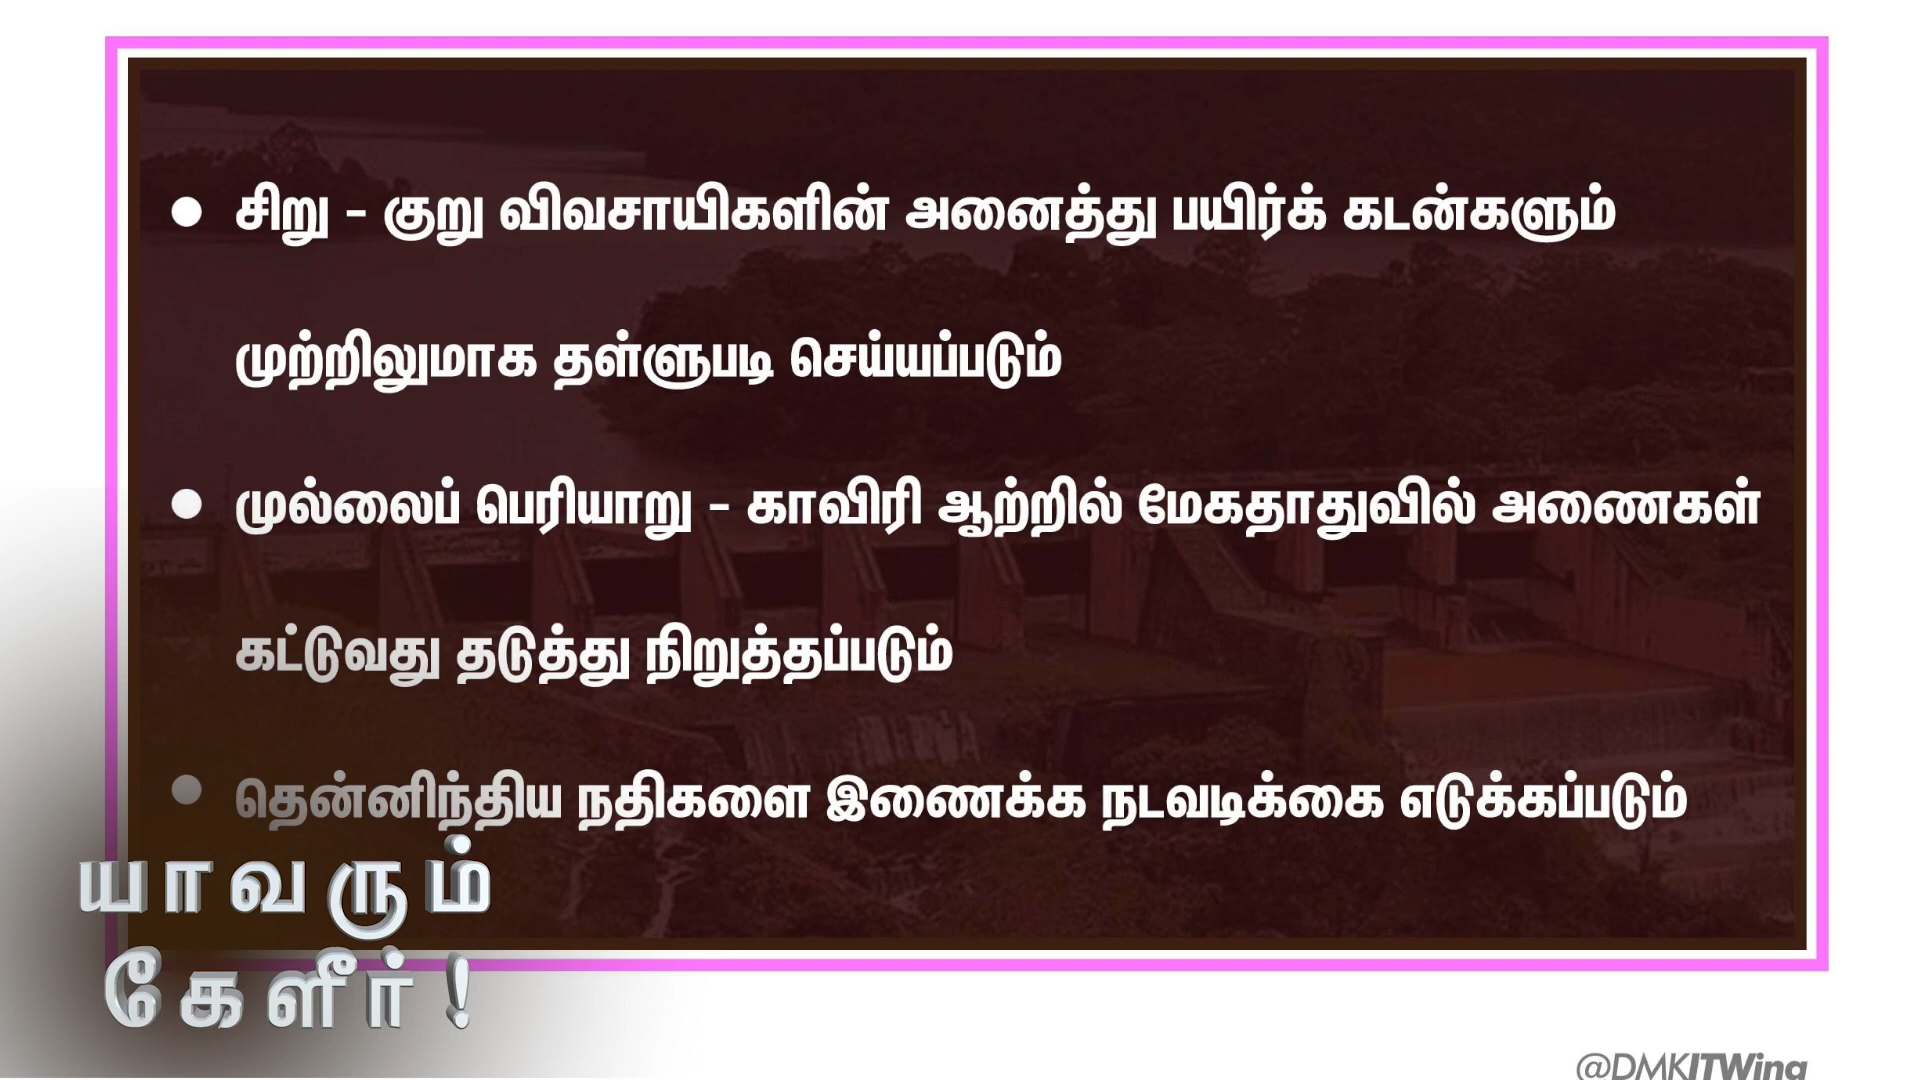 • சிறு - குறு விவசாயிகளின் அனைத்து பயிர்க் கடன்களும்
முற்றிலுமாக தள்ளுபடி செய்யப்படும்
• முல்லைப் பெரியாறு - காவிரி ஆற்றில் மேகதாதுவில் அணைகள்
கட்டுவது தடுத்து நிறுத்தப்படும்
• தென்னிந்திய நதிகளை இணைக்க நடவடிக்கை எடுக்கப்படும்
யாவரும்
கேளீர்!
@DMKITWing